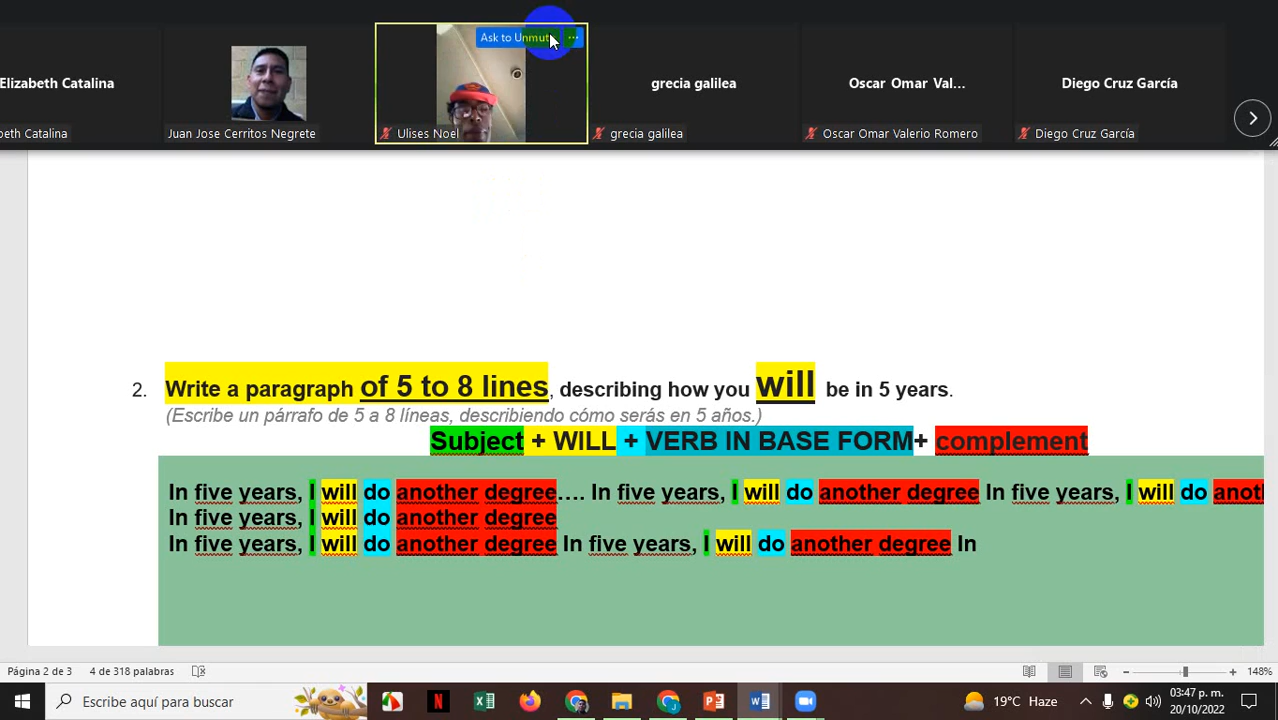 Ask to Unmute ...
Elizabeth Catalina
grecia galilea
Oscar Omar Val...
Diego Cruz García
beth Catalina
Juan Jose Cerritos Negrete
Ulises Noel
grecia galilea
Oscar Omar Valerio Romero
Diego Cruz García
2. Write a paragraph of 5 to 8 lines, describing how you will be in 5 years.
(Escribe un párrafo de 5 a 8 líneas, describiendo cómo serás en 5 años.)
Subject + WILL + VERB IN BASE FORM+ complement
In five years, I will do another degree…. In five years, I will do another degree In five years, I will do anoth
In five years, I will do another degree
In five years, I will do another degree In five years, I will do another degree In
Página 2 de 3 4 de 318 palabras 148%
Escribe aquí para buscar
19°C Haze
03:47 p. m.
20/10/2022